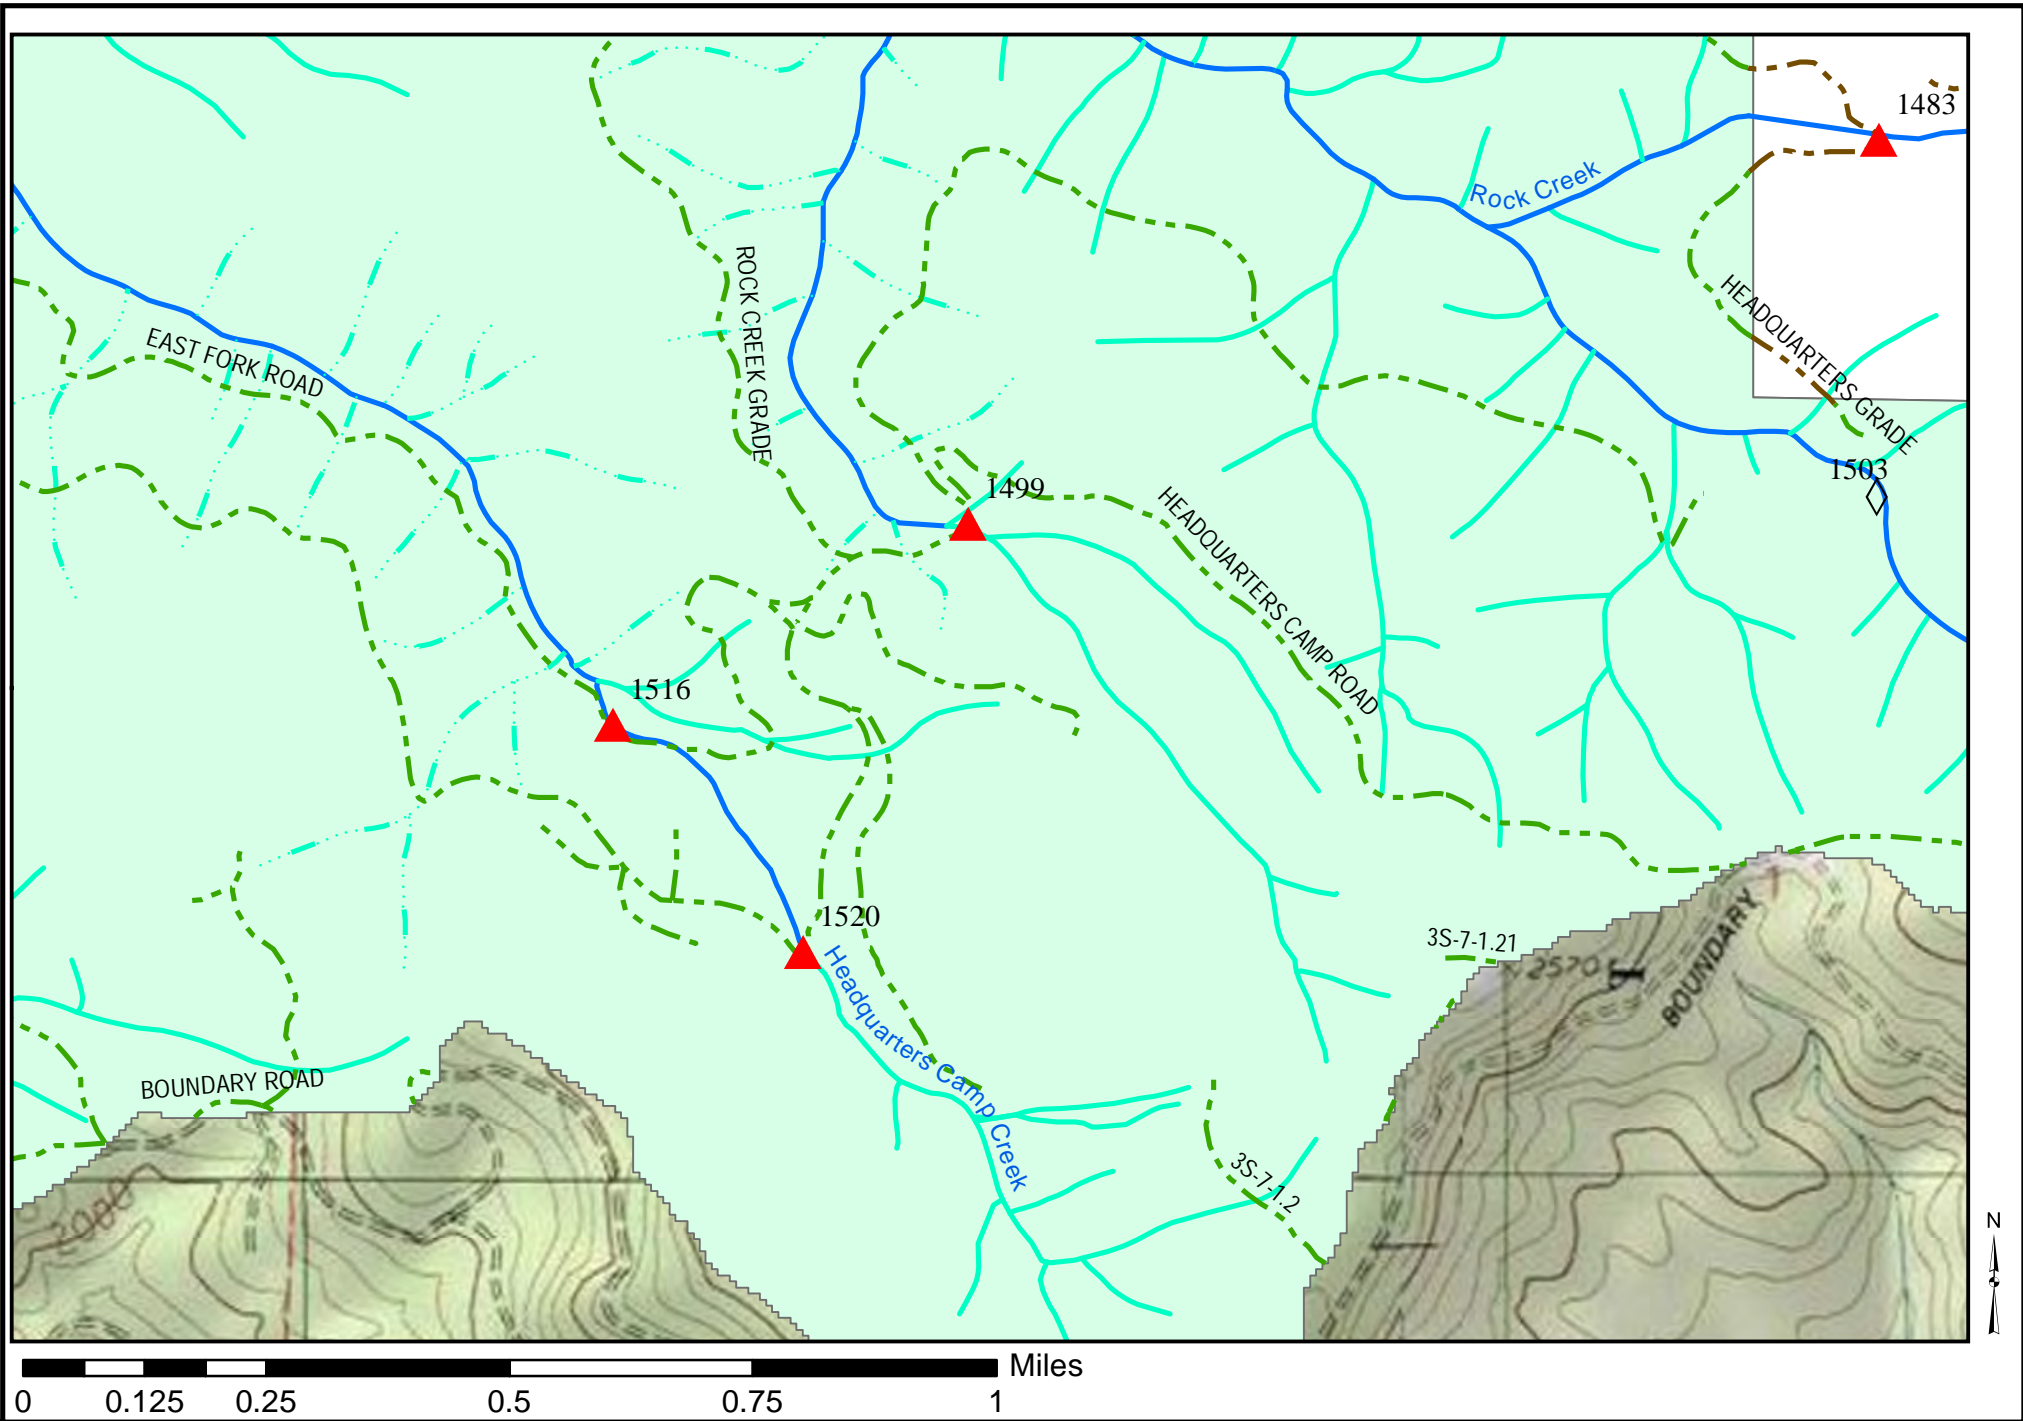 1483
Rock Creek
ROCK CREEK GRADE
HEADQUARTERS GRADE
EAST FORK ROAD
1503
1499
HEADQUARTERS CAMP ROAD
1516
1520
Headquarters Camp Creek
3S-7-1.21
2570
BOUNDARY
BOUNDARY ROAD
3S-7-1.2
2000
N
Miles
0 0.125 0.25 0.5 0.75 1